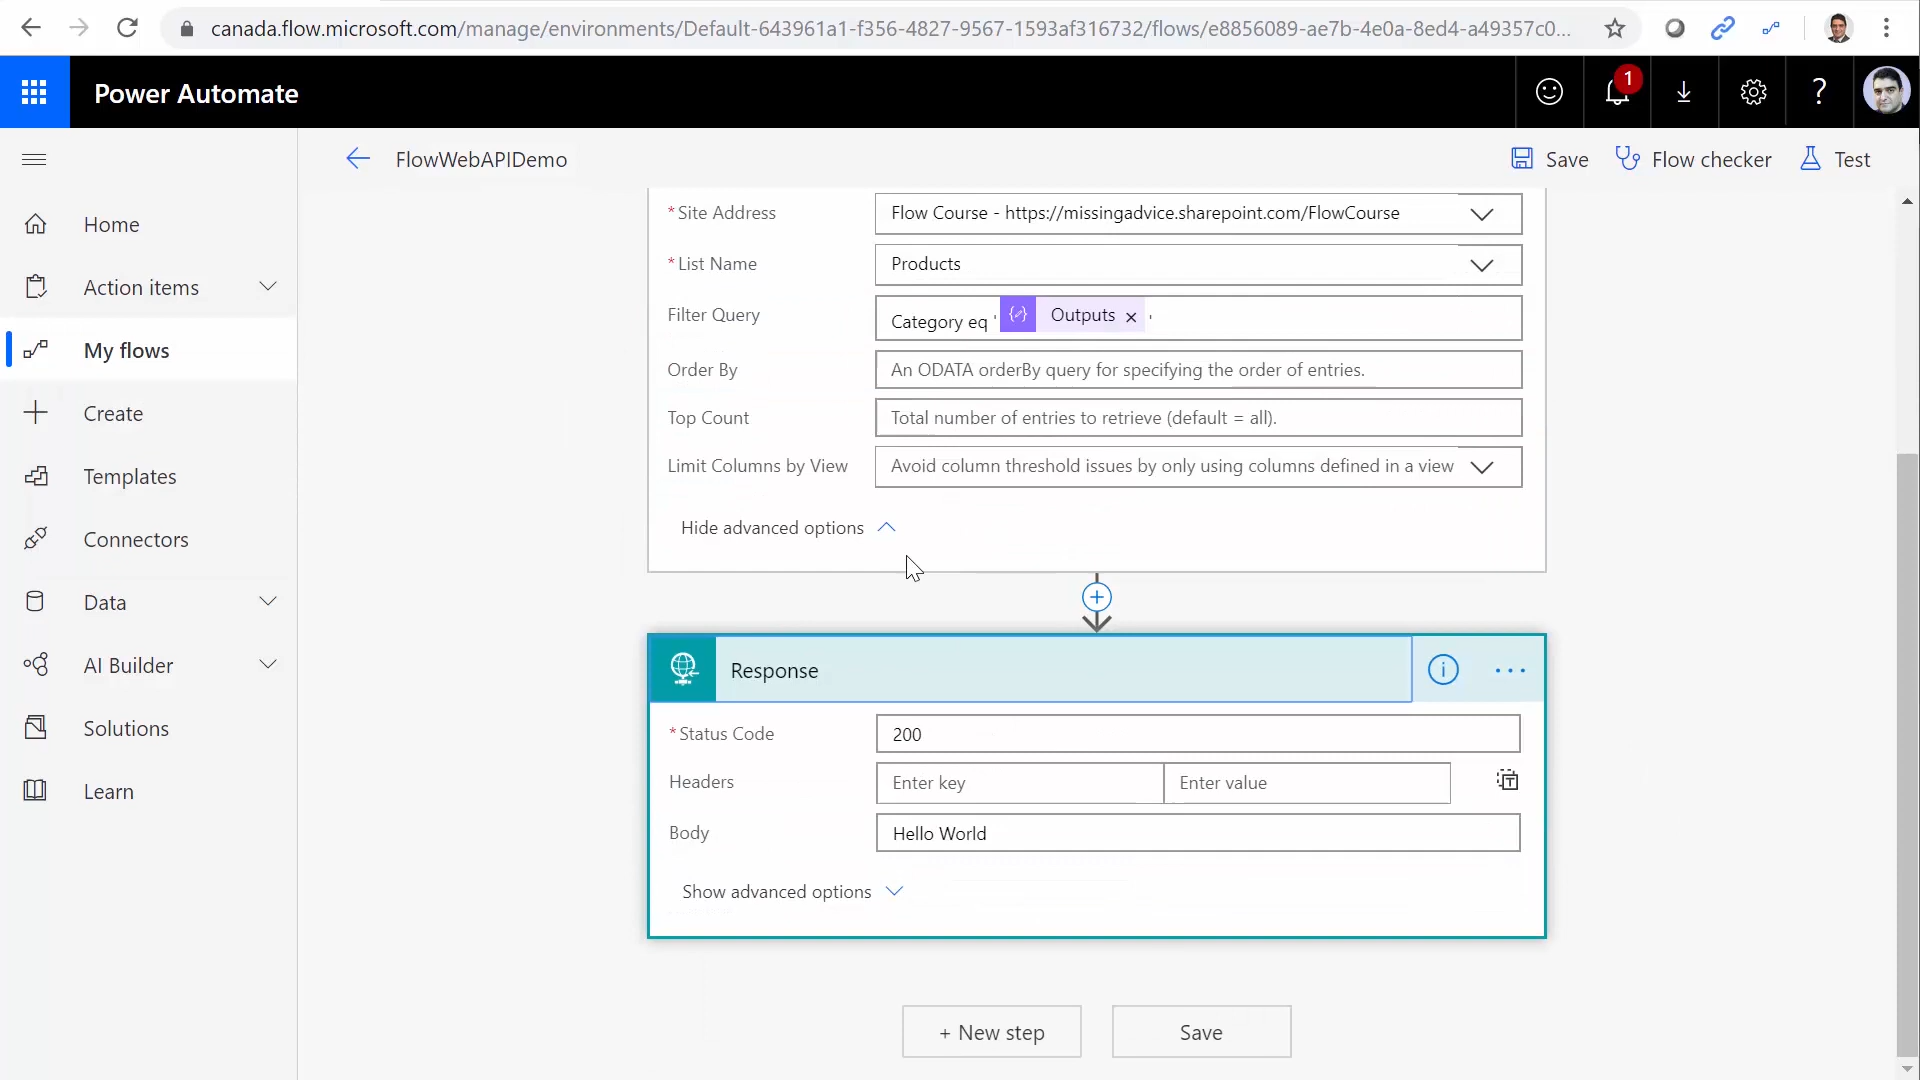 canada.flow.microsoft.com/manage/environments/Default-643961a1-f356-4827-9567-1593af316732/flows/e8856089-ae7b-4e0a-8ed4-a49357c0...
Power Automate
1
?
FlowWebAPIDemo
Save
Flow checker
Test
Home
Action items
My flows
Create
Templates
Connectors
Data
AI Builder
Solutions
Learn
* Site Address
Flow Course - https://missingadvice.sharepoint.com/FlowCourse
* List Name
Products
Filter Query
Category eq ' Outputs × '
Order By
An ODATA orderBy query for specifying the order of entries.
Top Count
Total number of entries to retrieve (default = all).
Limit Columns by View
Avoid column threshold issues by only using columns defined in a view
Hide advanced options
Response
* Status Code
200
Headers
Enter key
Enter value
Body
Hello World
Show advanced options
+ New step
Save